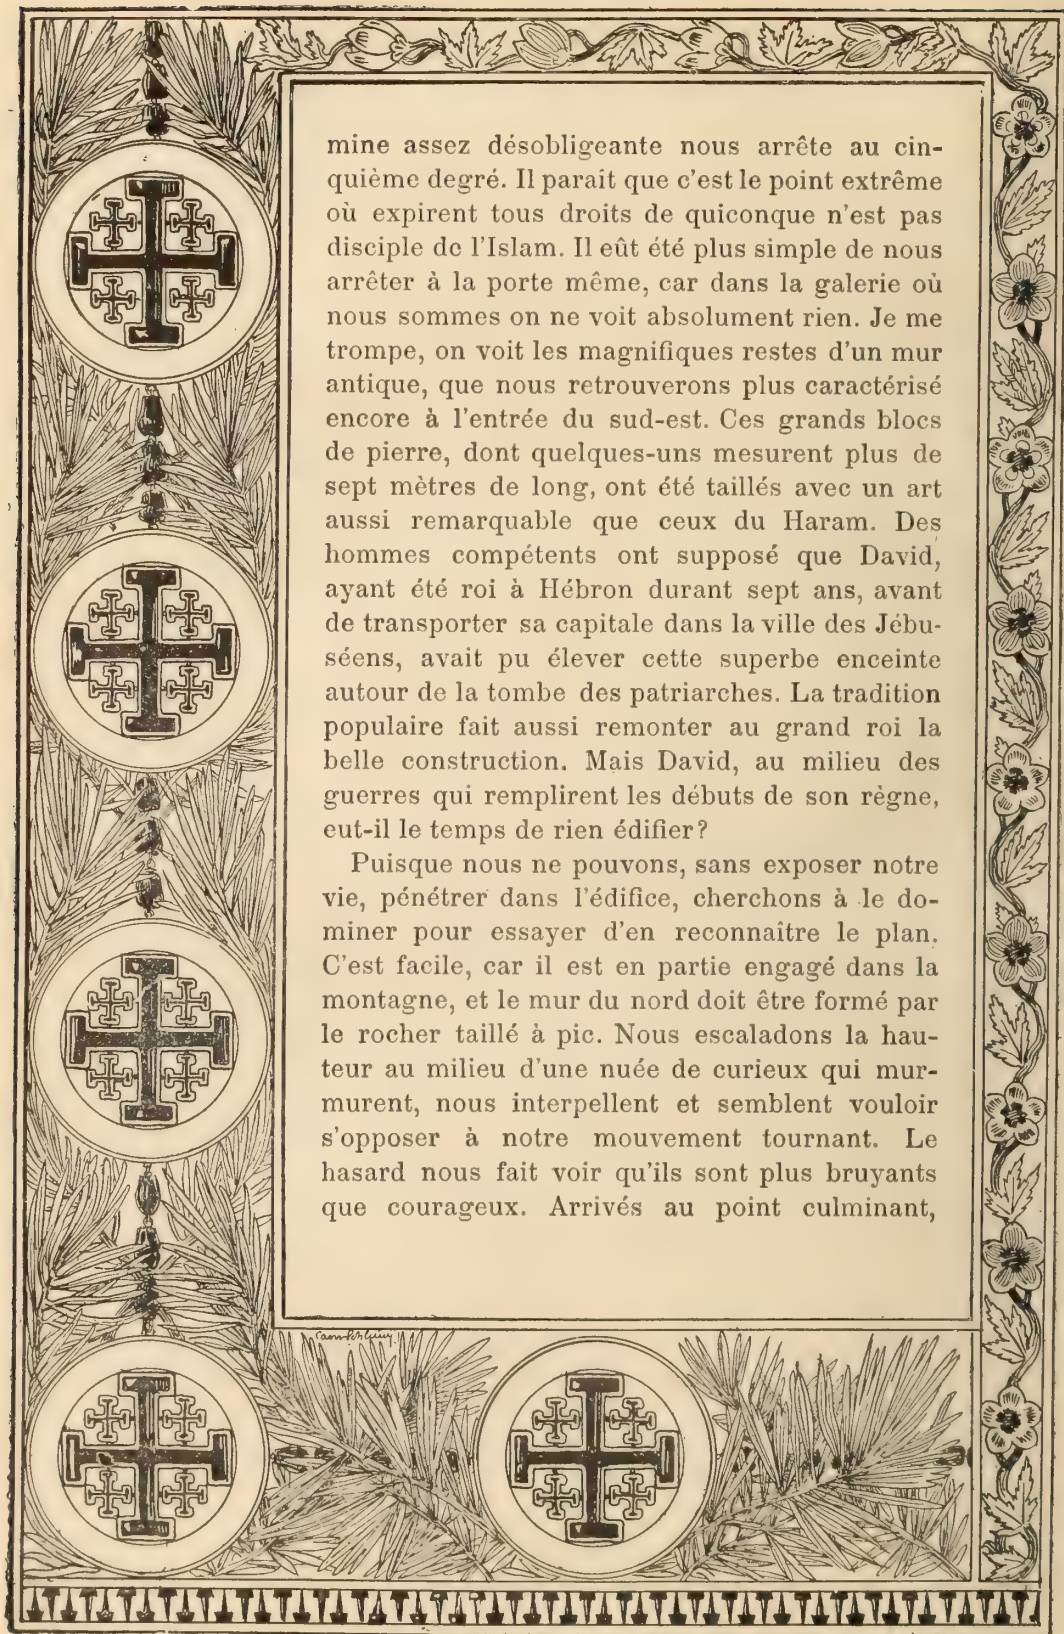 mine assez désobligeante nous arrête au cin-
quième degré. Il parait que c'est le point extrême
où expirent tous droits de quiconque n'est pas
disciple de l'Islam. Il eût été plus simple de nous
arrêter à la porte même, car dans la galerie où
nous sommes on ne voit absolument rien. Je me
trompe, on voit les magnifiques restes d'un mur
antique, que nous retrouverons plus caractérisé
encore à l'entrée du sud-est. Ces grands blocs
de pierre, dont quelques-uns mesurent plus de
sept mètres de long, ont été taillés avec un art
aussi remarquable que ceux du Haram. Des
hommes compétents ont supposé que David,
ayant été roi à Hébron durant sept ans, avant
de transporter sa capitale dans la ville des Jébu-
séens, avait pu élever cette superbe enceinte
autour de la tombe des patriarches. La tradition
populaire fait aussi remonter au grand roi la
belle construction. Mais David, au milieu des
guerres qui remplirent les débuts de son règne,
eut-il le temps de rien édifier?
Puisque nous ne pouvons, sans exposer notre
vie, pénétrer dans l'édifice, cherchons à le do-
miner pour essayer d'en reconnaître le plan.
C'est facile, car il est en partie engagé dans la
montagne, et le mur du nord doit être formé par
le rocher taillé à pic. Nous escaladons la hau-
teur au milieu d'une nuée de curieux qui mur-
murent, nous interpellent et semblent vouloir
s'opposer à notre mouvement tournant. Le
hasard nous fait voir qu'ils sont plus bruyants
que courageux. Arrivés au point culminant,